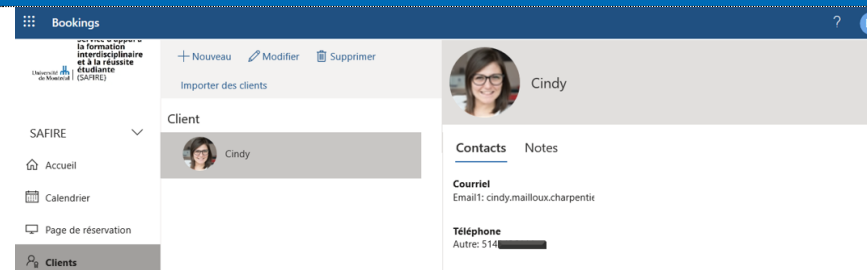 Bookings
?
Service d'appui à
la formation
interdisciplinaire
et à la réussite
étudiante
(SAFIRE)
Université
de Montréal
SAFIRE
Accueil
Calendrier
Page de réservation
Clients
Nouveau Modifier Supprimer
Importer des clients
Client
Cindy
Cindy
Contacts Notes
Courriel
Email1: cindy.mailloux.charpentie
Téléphone
Autre: 514